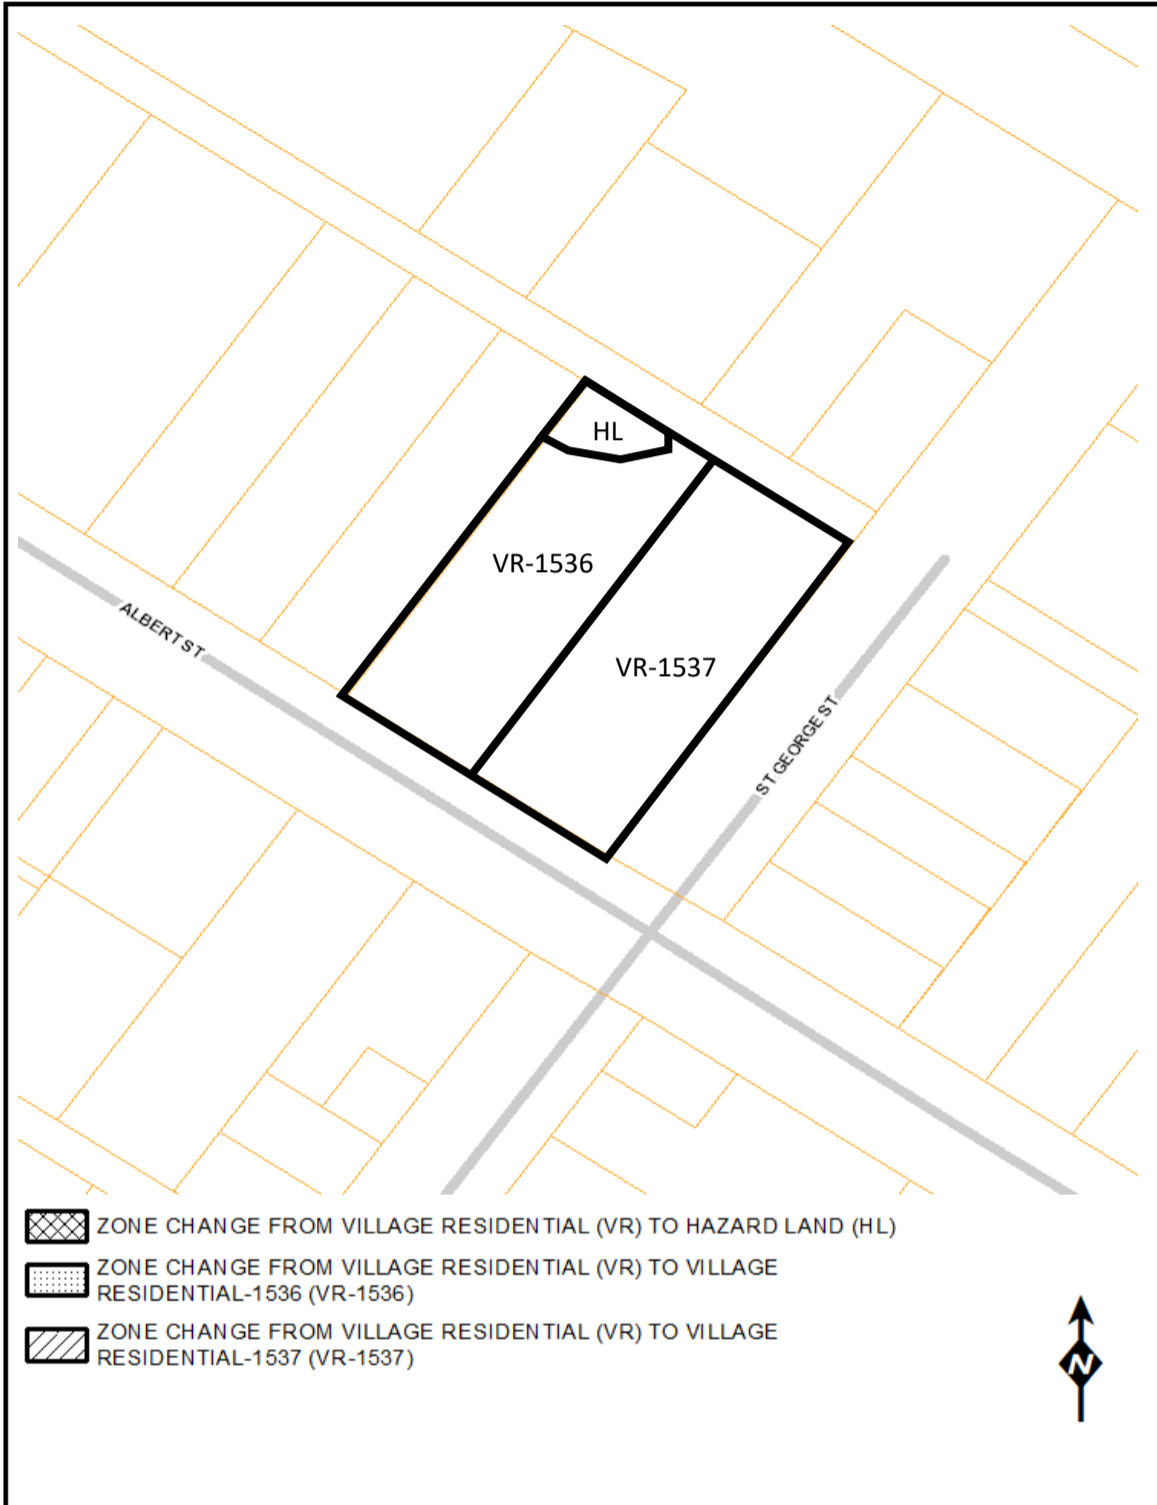 HL
VR-1536
VR-1537
ALBERT ST
ST GEORGE ST
ZONE CHANGE FROM VILLAGE RESIDENTIAL (VR) TO HAZARD LAND (HL)
ZONE CHANGE FROM VILLAGE RESIDENTIAL (VR) TO VILLAGE
RESIDENTIAL-1536 (VR-1536)
ZONE CHANGE FROM VILLAGE RESIDENTIAL (VR) TO VILLAGE
RESIDENTIAL-1537 (VR-1537)
N